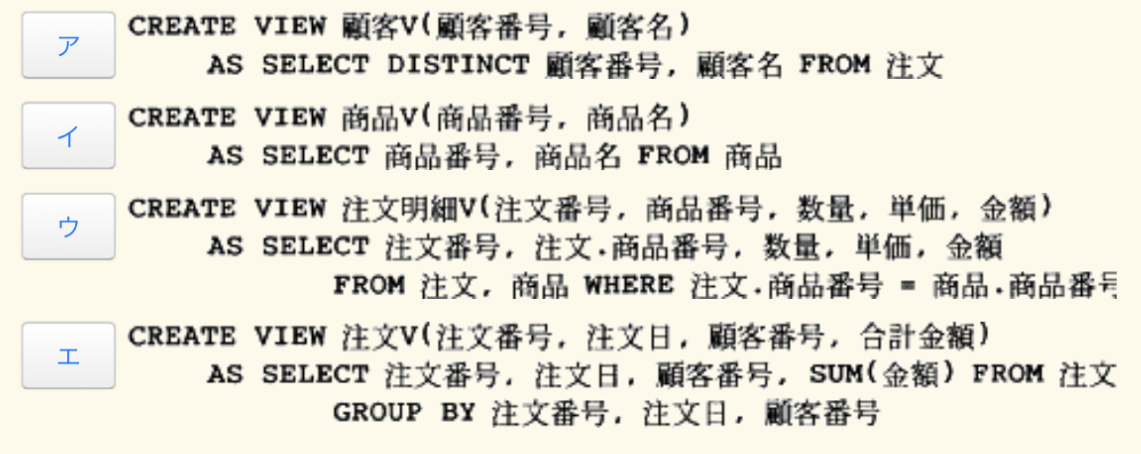 ア CREATE VIEW 顧客V(顧客番号, 顧客名)
AS SELECT DISTINCT 顧客番号, 顧客名 FROM 注文
イ CREATE VIEW 商品V(商品番号, 商品名)
AS SELECT 商品番号, 商品名 FROM 商品
ウ CREATE VIEW 注文明細V(注文番号, 商品番号, 数量, 単価, 金額)
AS SELECT 注文番号, 注文.商品番号, 数量, 単価, 金額
FROM 注文, 商品 WHERE 注文.商品番号 = 商品.商品番号
エ CREATE VIEW 注文V(注文番号, 注文日, 顧客番号, 合計金額)
AS SELECT 注文番号, 注文日, 顧客番号, SUM(金額) FROM 注文
GROUP BY 注文番号, 注文日, 顧客番号